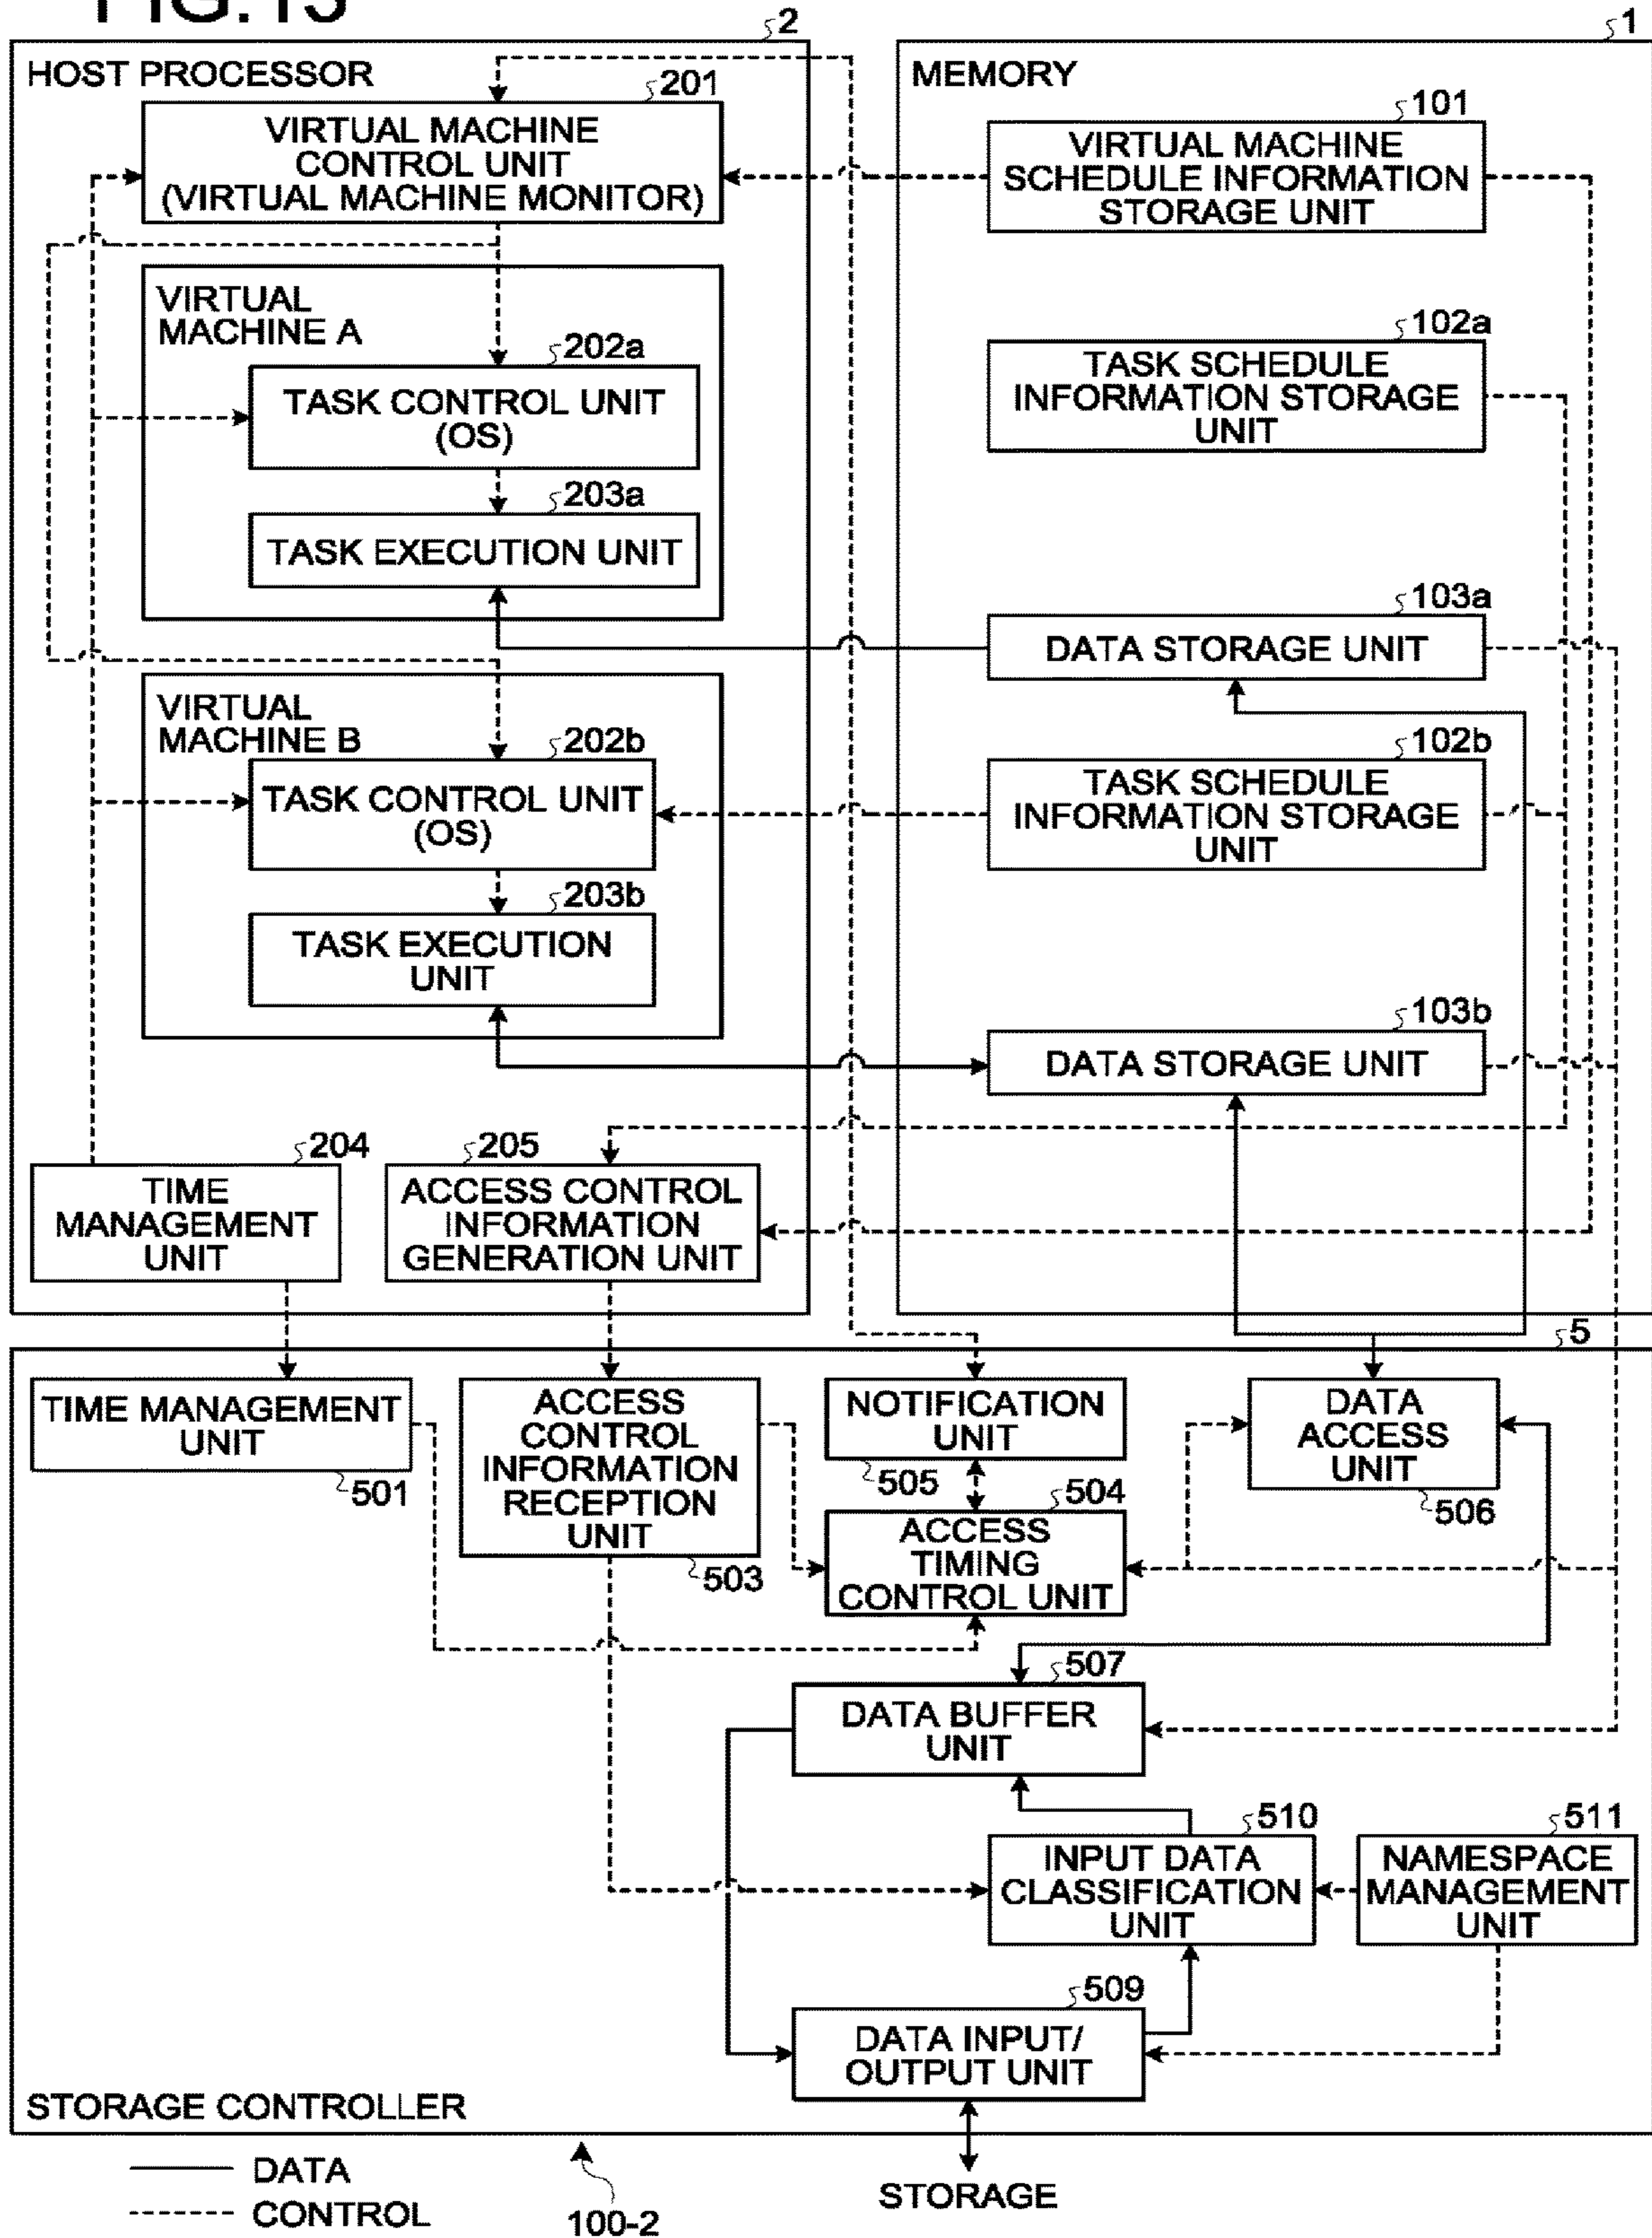 FIG.13
2
1
HOST PROCESSOR
MEMORY
201
VIRTUAL MACHINE
CONTROL UNIT
(VIRTUAL MACHINE MONITOR)
101
VIRTUAL MACHINE
SCHEDULE INFORMATION
STORAGE UNIT
VIRTUAL
MACHINE A
202a
TASK CONTROL UNIT
(OS)
102a
TASK SCHEDULE
INFORMATION STORAGE
UNIT
203a
TASK EXECUTION UNIT
103a
DATA STORAGE UNIT
VIRTUAL
MACHINE B
202b
TASK CONTROL UNIT
(OS)
102b
TASK SCHEDULE
INFORMATION STORAGE
UNIT
203b
TASK EXECUTION
UNIT
103b
DATA STORAGE UNIT
204
TIME
MANAGEMENT
UNIT
205
ACCESS CONTROL
INFORMATION
GENERATION UNIT
5
TIME MANAGEMENT
UNIT
501
ACCESS
CONTROL
INFORMATION
RECEPTION
UNIT
503
NOTIFICATION
UNIT
505
504
ACCESS
TIMING
CONTROL UNIT
DATA
ACCESS
UNIT
506
507
DATA BUFFER
UNIT
510
INPUT DATA
CLASSIFICATION
UNIT
511
NAMESPACE
MANAGEMENT
UNIT
509
DATA INPUT/
OUTPUT UNIT
STORAGE CONTROLLER
DATA
CONTROL
100-2
STORAGE